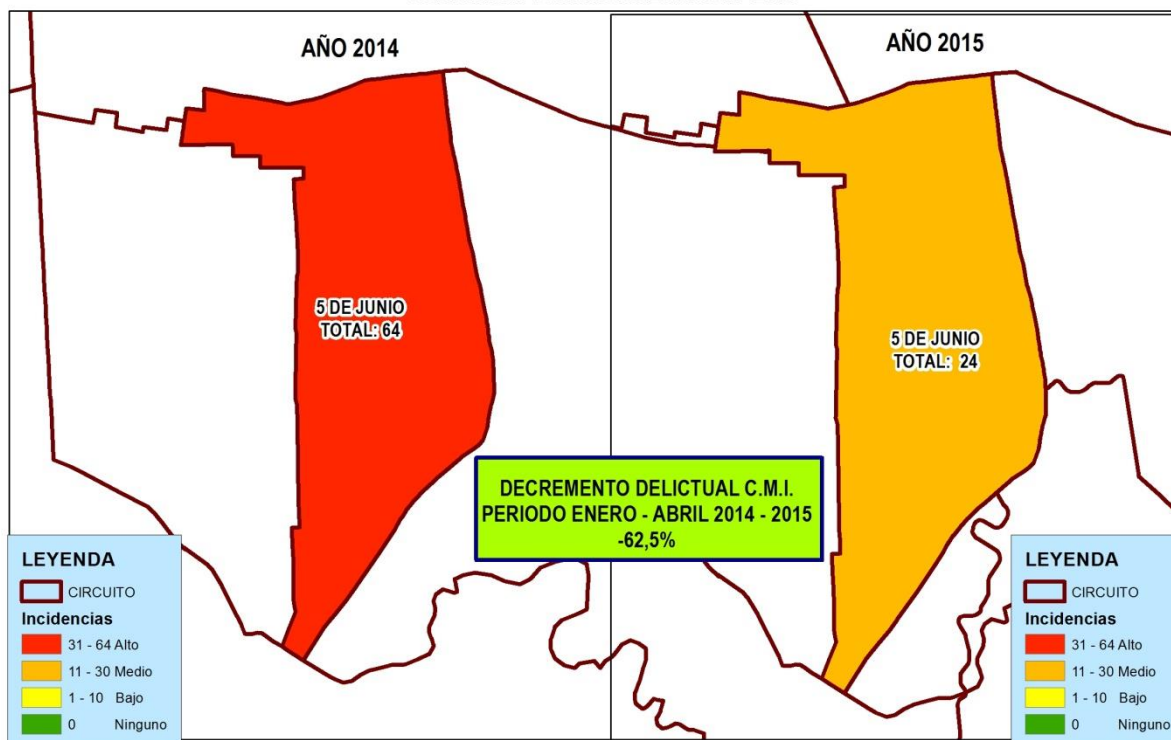 AÑO 2014
5 DE JUNIO
TOTAL: 64
LEYENDA
CIRCUITO
Incidencias
31 - 64 Alto
11 - 30 Medio
1 - 10 Bajo
0 Ninguno
DECREMENTO DELICTUAL C.M.I.
PERIODO ENERO - ABRIL 2014 - 2015
-62,5%
AÑO 2015
5 DE JUNIO
TOTAL: 24
LEYENDA
CIRCUITO
Incidencias
31 - 64 Alto
11 - 30 Medio
1 - 10 Bajo
0 Ninguno